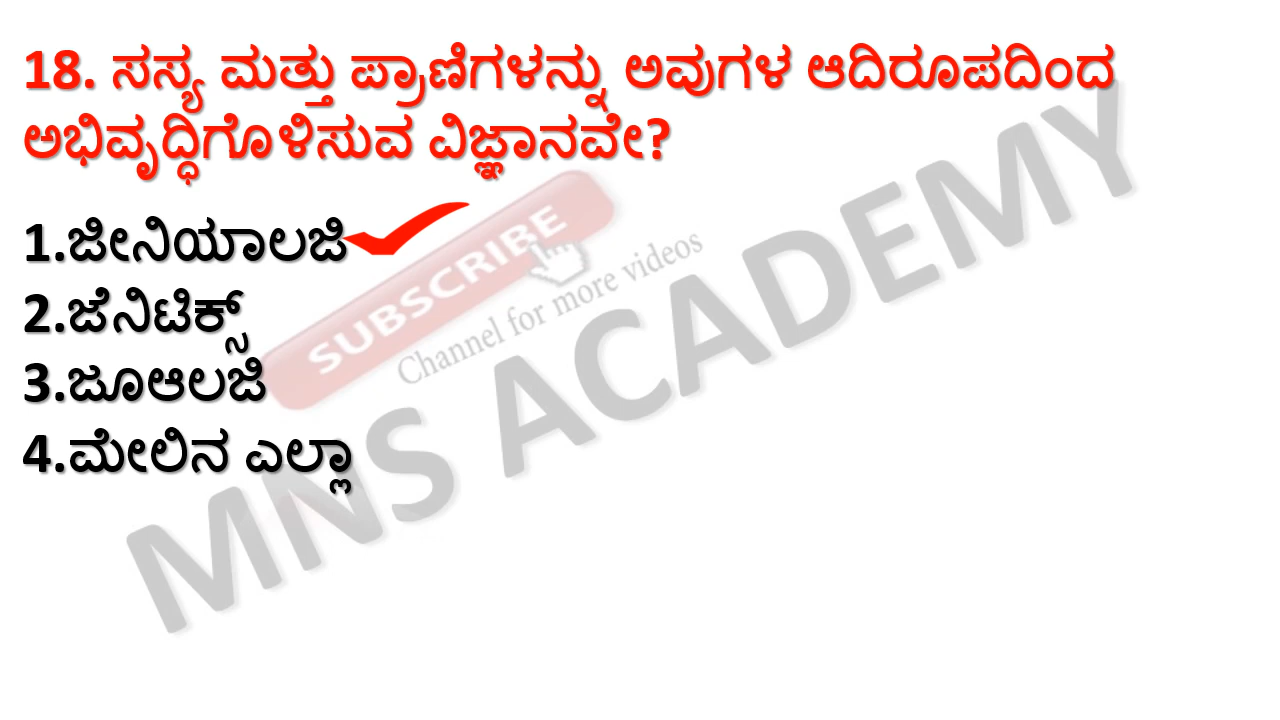 18. ಸಸ್ಯ ಮತ್ತು ಪ್ರಾಣಿಗಳನ್ನು ಅವುಗಳ ಆದಿರೂಪದಿಂದ
ಅಭಿವೃದ್ಧಿಗೊಳಿಸುವ ವಿಜ್ಞಾನವೇ?
1.ಜೀನಿಯಾಲಜಿ
2.ಜೆನಿಟಿಕ್ಸ್
3.ಜೂಆಲಜಿ
4.ಮೇಲಿನ ಎಲ್ಲಾ
SUBSCRIBE
Channel for more videos
MNS ACADEMY